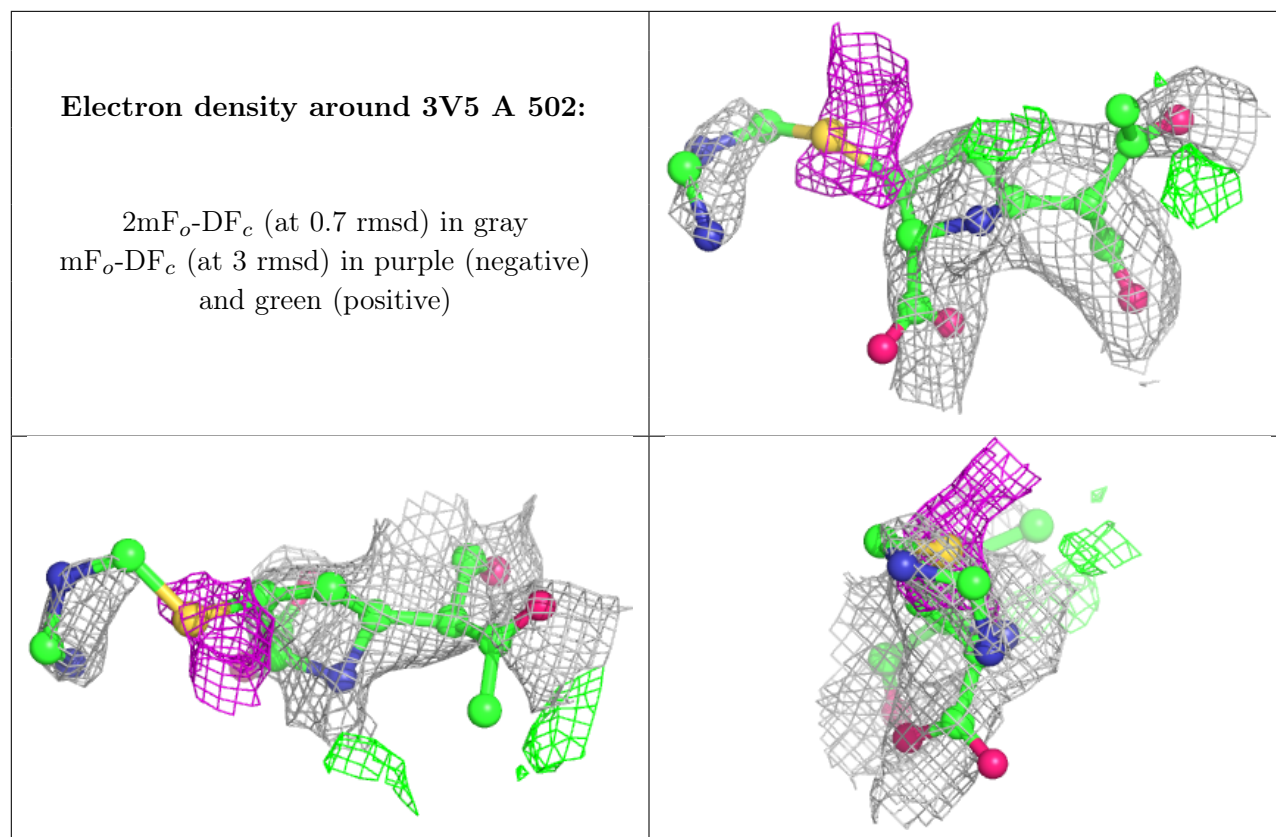 Electron density around 3V5 A 502:
2mFo-DFc (at 0.7 rmsd) in gray
mFo-DFc (at 3 rmsd) in purple (negative)
and green (positive)